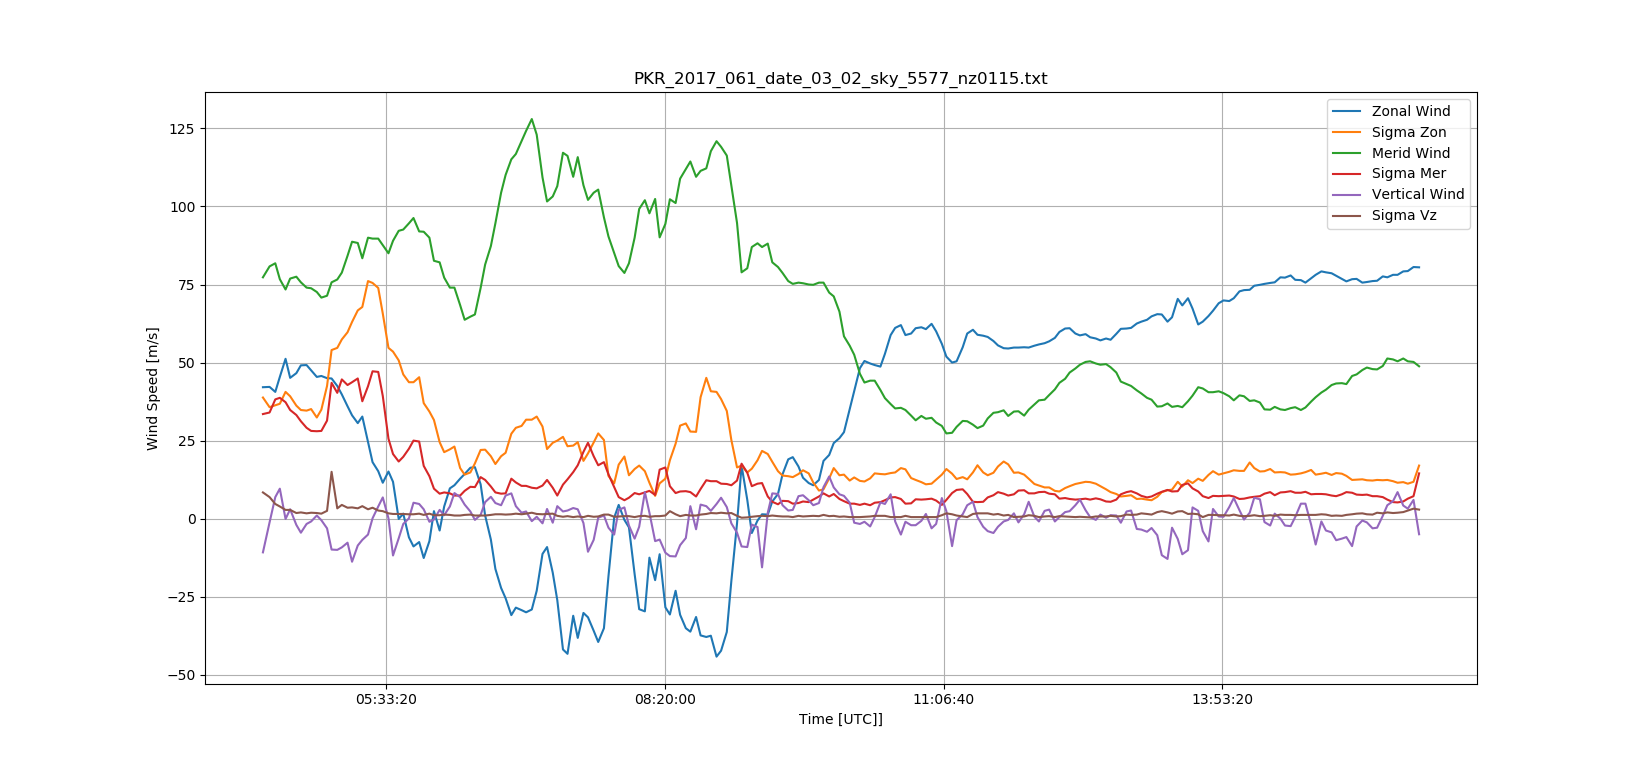 PKR_2017_061_date_03_02_sky_5577_nz0115.txt
Zonal Wind
Sigma Zon
Merid Wind
Sigma Mer
Vertical Wind
Sigma Vz
125
100
75
50
25
0
−25
−50
Wind Speed [m/s]
05:33:20 08:20:00 11:06:40 13:53:20
Time [UTC]]